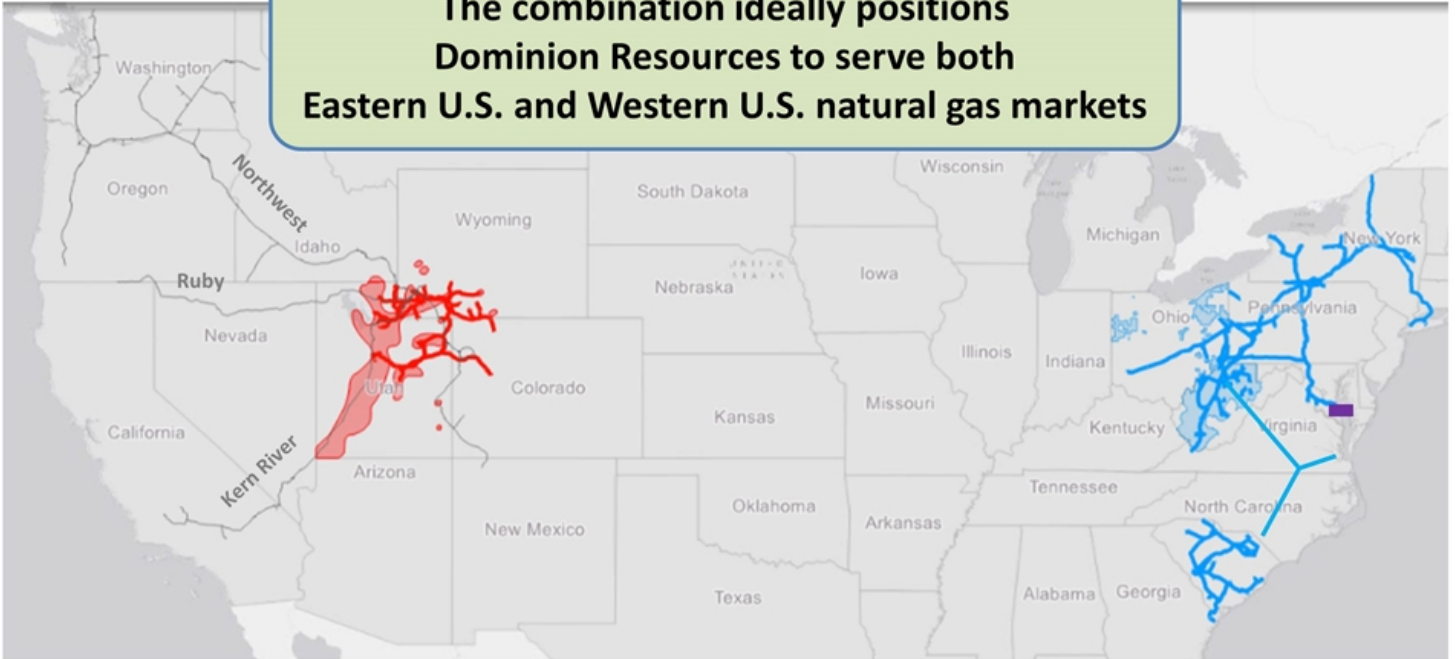 The combination ideally positions
Dominion Resources to serve both
Eastern U.S. and Western U.S. natural gas markets
Washington
Oregon
Northwest
Idaho
Wyoming
South Dakota
Wisconsin
Michigan
New York
Ruby
Nevada
Nebraska
Iowa
Ohio
Pennsylvania
Utah
Colorado
Illinois
Indiana
California
Kansas
Missouri
Kentucky
Virginia
Kern River
Arizona
New Mexico
Oklahoma
Arkansas
Tennessee
North Carolina
Texas
Alabama
Georgia